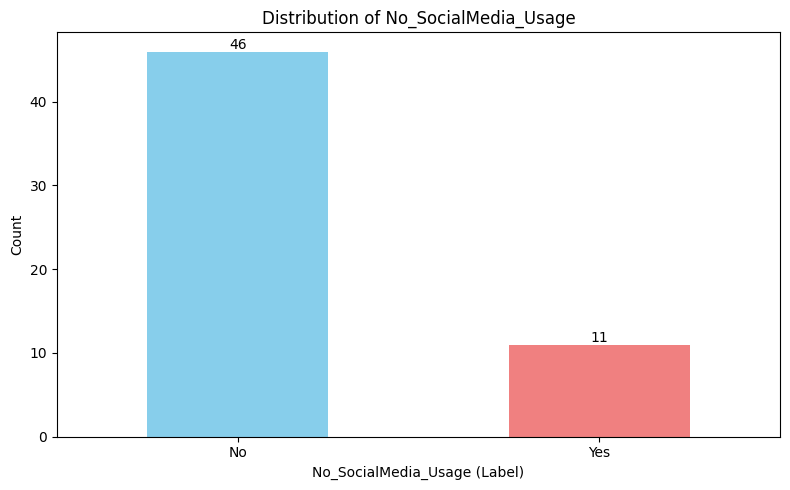 Distribution of No_SocialMedia_Usage
46
11
Count
40
30
20
10
0
No
Yes
No_SocialMedia_Usage (Label)